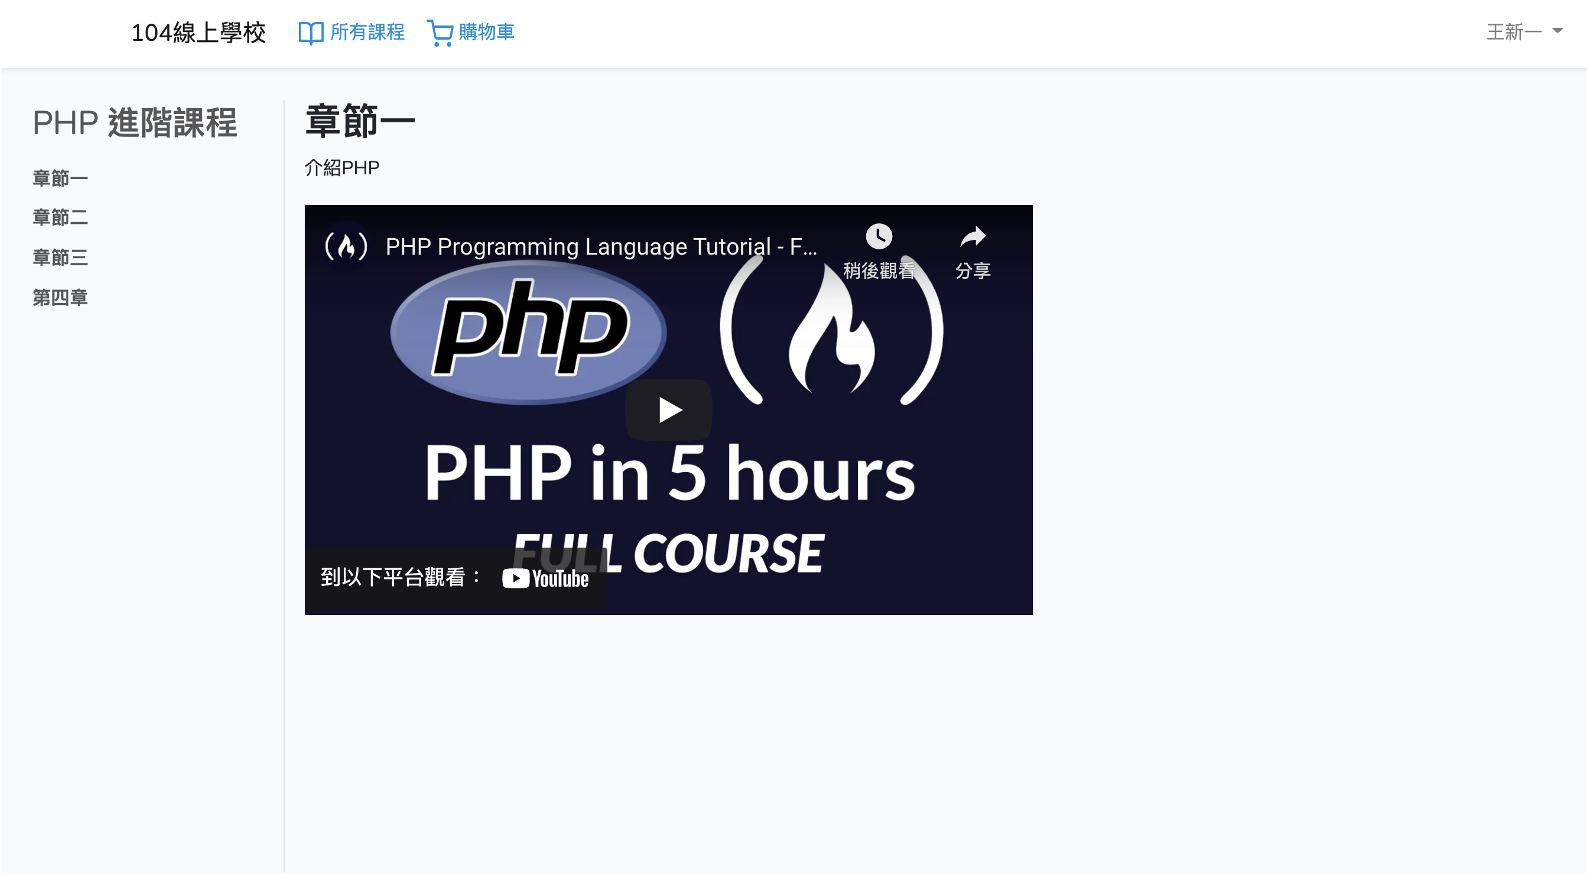 104線上學校 所有課程 購物車 王新一
PHP 進階課程
章節一
章節二
章節三
第四章
章節一
介紹PHP
PHP Programming Language Tutorial - F...
稍後觀看
分享
php
PHP in 5 hours
FULL COURSE
到以下平台觀看： YouTube